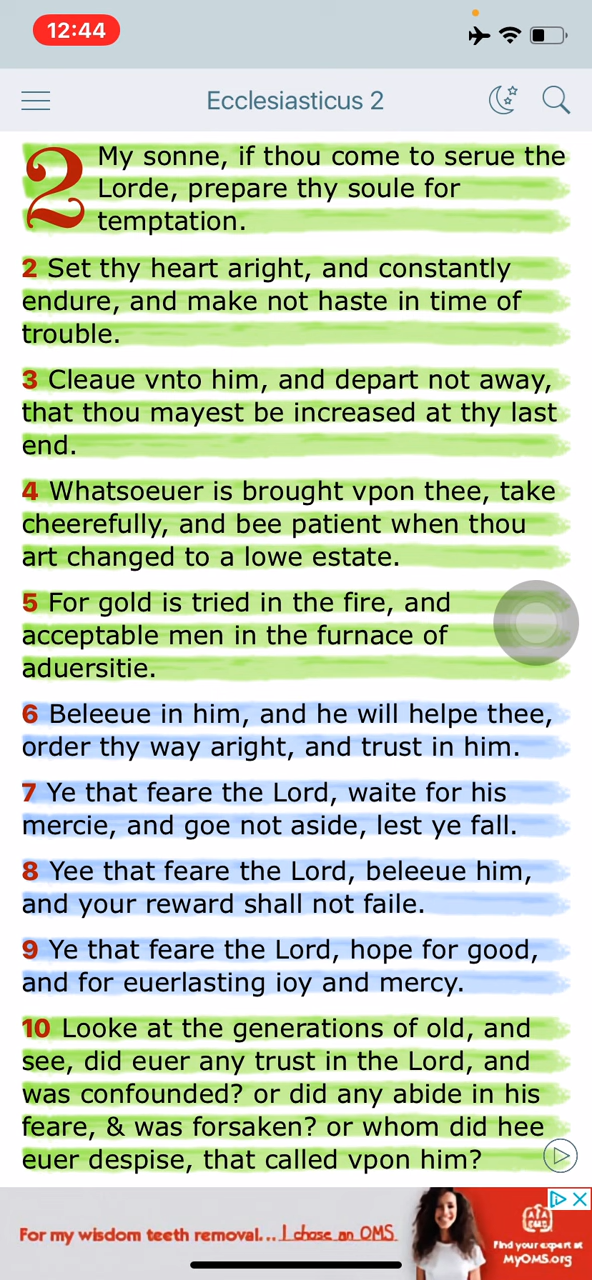 12:44
Ecclesiasticus 2
2 My sonne, if thou come to serue the
Lorde, prepare thy soule for
temptation.
2 Set thy heart aright, and constantly
endure, and make not haste in time of
trouble.
3 Cleaue vnto him, and depart not away,
that thou mayest be increased at thy last
end.
4 Whatsoeuer is brought vpon thee, take
cheerefully, and bee patient when thou
art changed to a lowe estate.
5 For gold is tried in the fire, and
acceptable men in the furnace of
aduersitie.
6 Beleeue in him, and he will helpe thee,
order thy way aright, and trust in him.
7 Ye that feare the Lord, waite for his
mercie, and goe not aside, lest ye fall.
8 Yee that feare the Lord, beleeue him,
and your reward shall not faile.
9 Ye that feare the Lord, hope for good,
and for euerlasting ioy and mercy.
10 Looke at the generations of old, and
see, did euer any trust in the Lord, and
was confounded? or did any abide in his
feare, & was forsaken? or whom did hee
euer despise, that called vpon him?
For my wisdom teeth removal... I chose an OMS.
Find your expert at
MyOMS.org